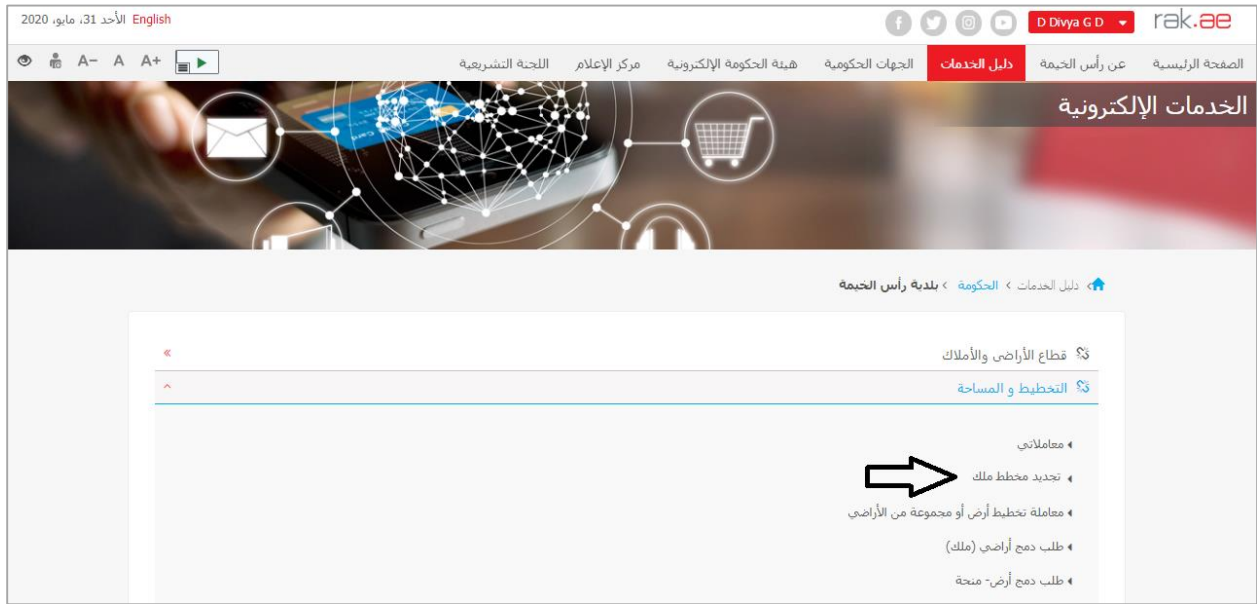 rak.ae
D Divya G D
الأحد 31، مايو، 2020 English
الصفحة الرئيسية عن رأس الخيمة دليل الخدمات الجهات الحكومية هيئة الحكومة الإلكترونية مركز الإعلام اللجنة التشريعية
A+ A A-
الخدمات الإلكترونية
دليل الخدمات › الحكومة › بلدية رأس الخيمة
قطاع الأراضى والأملاك
التخطيط و المساحة
معاملاتي
تجديد مخطط ملك
معاملة تخطيط أرض أو مجموعة من الأراضي
طلب دمج أراضي (ملك)
طلب دمج أرض- منحة